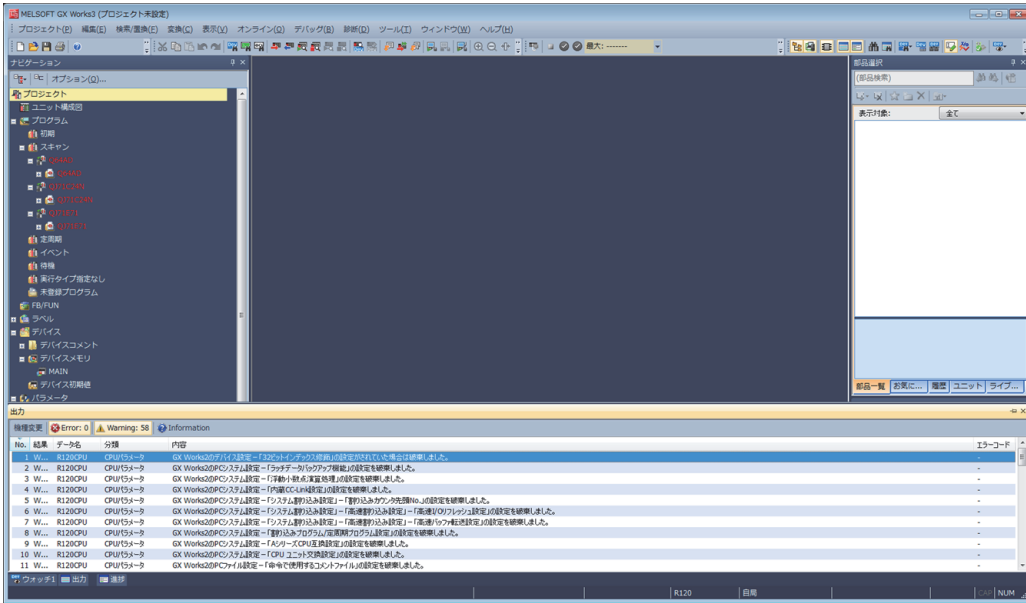 MELSOFT GX Works3 (プロジェクト未設定)
プロジェクト(P) 編集(E) 検索/置換(F) 変換(C) 表示(V) オンライン(O) デバッグ(B) 診断(D) ツール(T) ウィンドウ(W) ヘルプ(H)
最大: -------
ナビゲーション
オプション(O)...
プロジェクト
ユニット構成図
プログラム
初期
スキャン
Q64AD
Q64AD
QJ71C24N
QJ71C24N
定周期
イベント
待機
実行タイプ指定なし
未登録プログラム
FB/FUN
ラベル
デバイス
デバイスコメント
デバイスメモリ
MAIN
デバイス初期値
パラメータ
部品選択
(部品検索)
表示対象: 全て
部品一覧 お気に... 履歴 ユニット ライブ...
出力
機種変更 Error: 0 Warning: 58 Information
No. 結果 データ名 分類 内容 エラーコード
1 W... R120CPU CPUパラメータ GX Works2のデバイス設定－「32ビットインデックス修飾」の設定がされていた場合は破棄しました。 -
2 W... R120CPU CPUパラメータ GX Works2のPCシステム設定－「ラッチデータバックアップ機能」の設定を破棄しました。 -
3 W... R120CPU CPUパラメータ GX Works2のPCシステム設定－「浮動小数点演算処理」の設定を破棄しました。 -
4 W... R120CPU CPUパラメータ GX Works2のPCシステム設定－「内蔵CC-Link設定」の設定を破棄しました。 -
5 W... R120CPU CPUパラメータ GX Works2のPCシステム設定－「システム割り込み設定」－「割り込みカウンタ先頭No.」の設定を破棄しました。 -
6 W... R120CPU CPUパラメータ GX Works2のPCシステム設定－「システム割り込み設定」－「高速割り込み設定」－「高速I/Oリフレッシュ設定」の設定を破棄しました。 -
7 W... R120CPU CPUパラメータ GX Works2のPCシステム設定－「システム割り込み設定」－「高速割り込み設定」－「高速バッファ転送設定」の設定を破棄しました。 -
8 W... R120CPU CPUパラメータ GX Works2のPCシステム設定－「割り込みプログラム/定周期プログラム設定」の設定を破棄しました。 -
9 W... R120CPU CPUパラメータ GX Works2のPCシステム設定－「AシリーズCPU互換設定」の設定を破棄しました。 -
10 W... R120CPU CPUパラメータ GX Works2のPCシステム設定－「CPU ユニット交換設定」の設定を破棄しました。 -
11 W... R120CPU CPUパラメータ GX Works2のPCファイル設定－「命令で使用するコメントファイル」の設定を破棄しました。 -
ウォッチ1 出力 進捗
R120 自局 CAP NUM